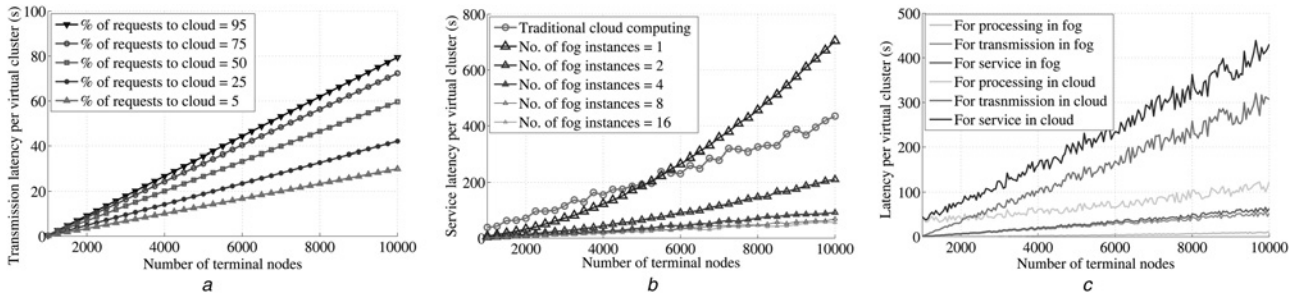 Transmission latency per virtual cluster (s)
100
80
60
40
20
0
% of requests to cloud = 95
% of requests to cloud = 75
% of requests to cloud = 50
% of requests to cloud = 25
% of requests to cloud = 5
2000 4000 6000 8000 10000
Number of terminal nodes
a
Service latency per virtual cluster (s)
800
600
400
200
0
Traditional cloud computing
No. of fog instances = 1
No. of fog instances = 2
No. of fog instances = 4
No. of fog instances = 8
No. of fog instances = 16
2000 4000 6000 8000 10000
Number of terminal nodes
b
Latency per virtual cluster (s)
500
400
300
200
100
0
For processing in fog
For transmission in fog
For service in fog
For processing in cloud
For trasnmission in cloud
For service in cloud
2000 4000 6000 8000 10000
Number of terminal nodes
c